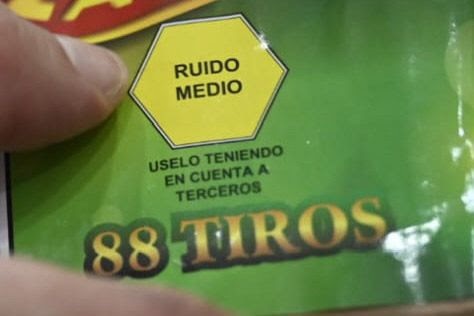 RUIDO
MEDIO
USELO TENIENDO
EN CUENTA A
TERCEROS
88 TIROS